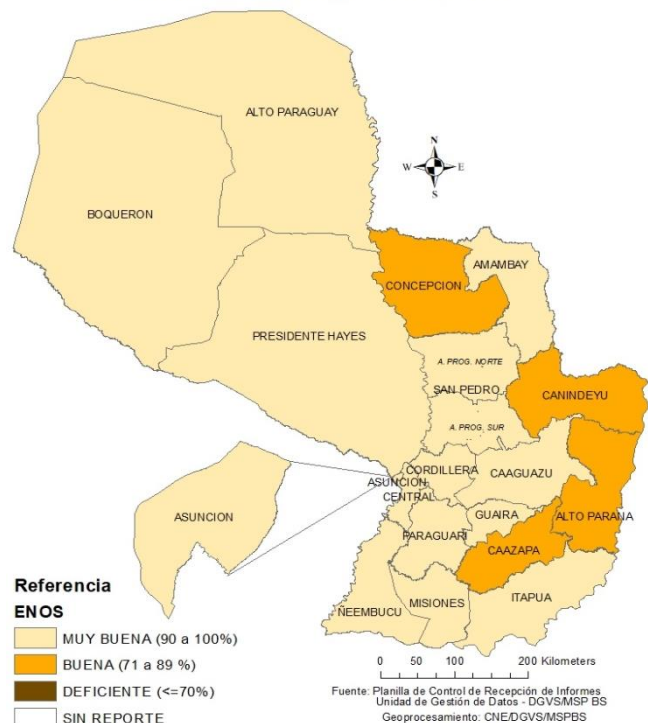 ALTO PARAGUAY
N
W E
S
BOQUERON
AMAMBAY
CONCEPCION
PRESIDENTE HAYES
A. PROG. NORTE
SAN PEDRO
CANINDEYU
A. PROG. SUR
CORDILLERA
CAAGUAZU
ASUNCION
CENTRAL
ASUNCION
GUAIRA
ALTO PARANA
PARAGUARI
CAAZAPA
ITAPUA
MISIONES
ÑEEMBUCU
Referencia
ENOS
MUY BUENA (90 a 100%)
BUENA (71 a 89 %)
DEFICIENTE (<=70%)
SIN REPORTE
0 50 100 200 Kilometers
Fuente: Planilla de Control de Recepción de Informes
Unidad de Gestión de Datos - DGVS/MSP BS
Geoprocesamiento: CNE/DGVS/MSPBS